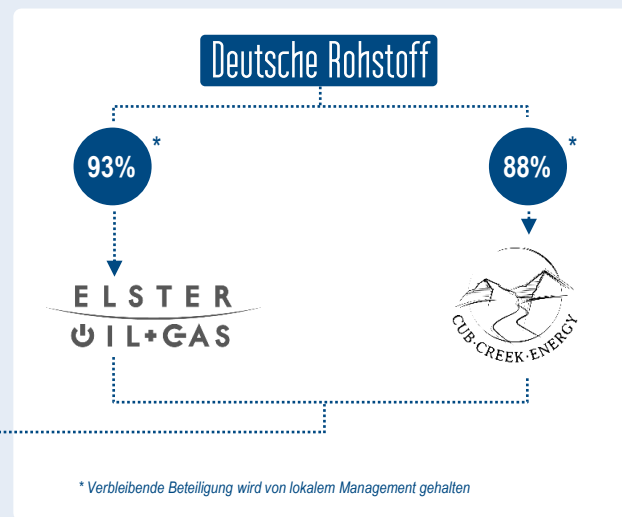 Deutsche Rohstoff
93% *
88% *
ELSTER
OIL+GAS
CUB·CREEK·ENERGY
* Verbleibende Beteiligung wird von lokalem Management gehalten